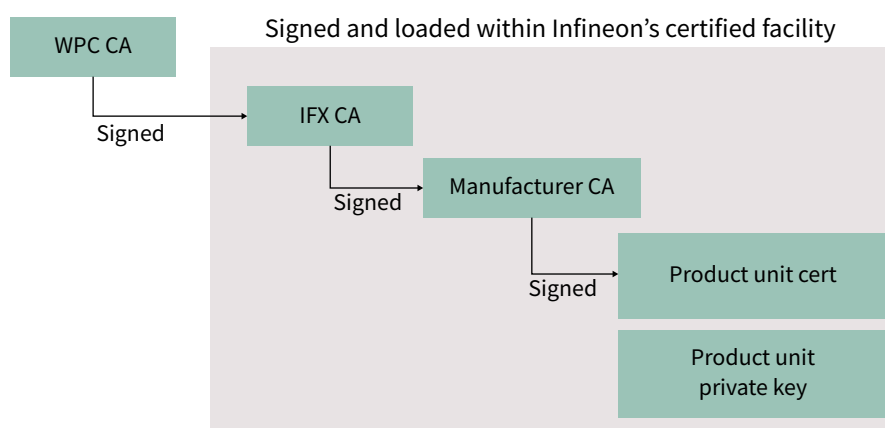 Signed and loaded within Infineon’s certified facility
WPC CA
Signed
IFX CA
Signed
Manufacturer CA
Signed
Product unit cert
Product unit
private key